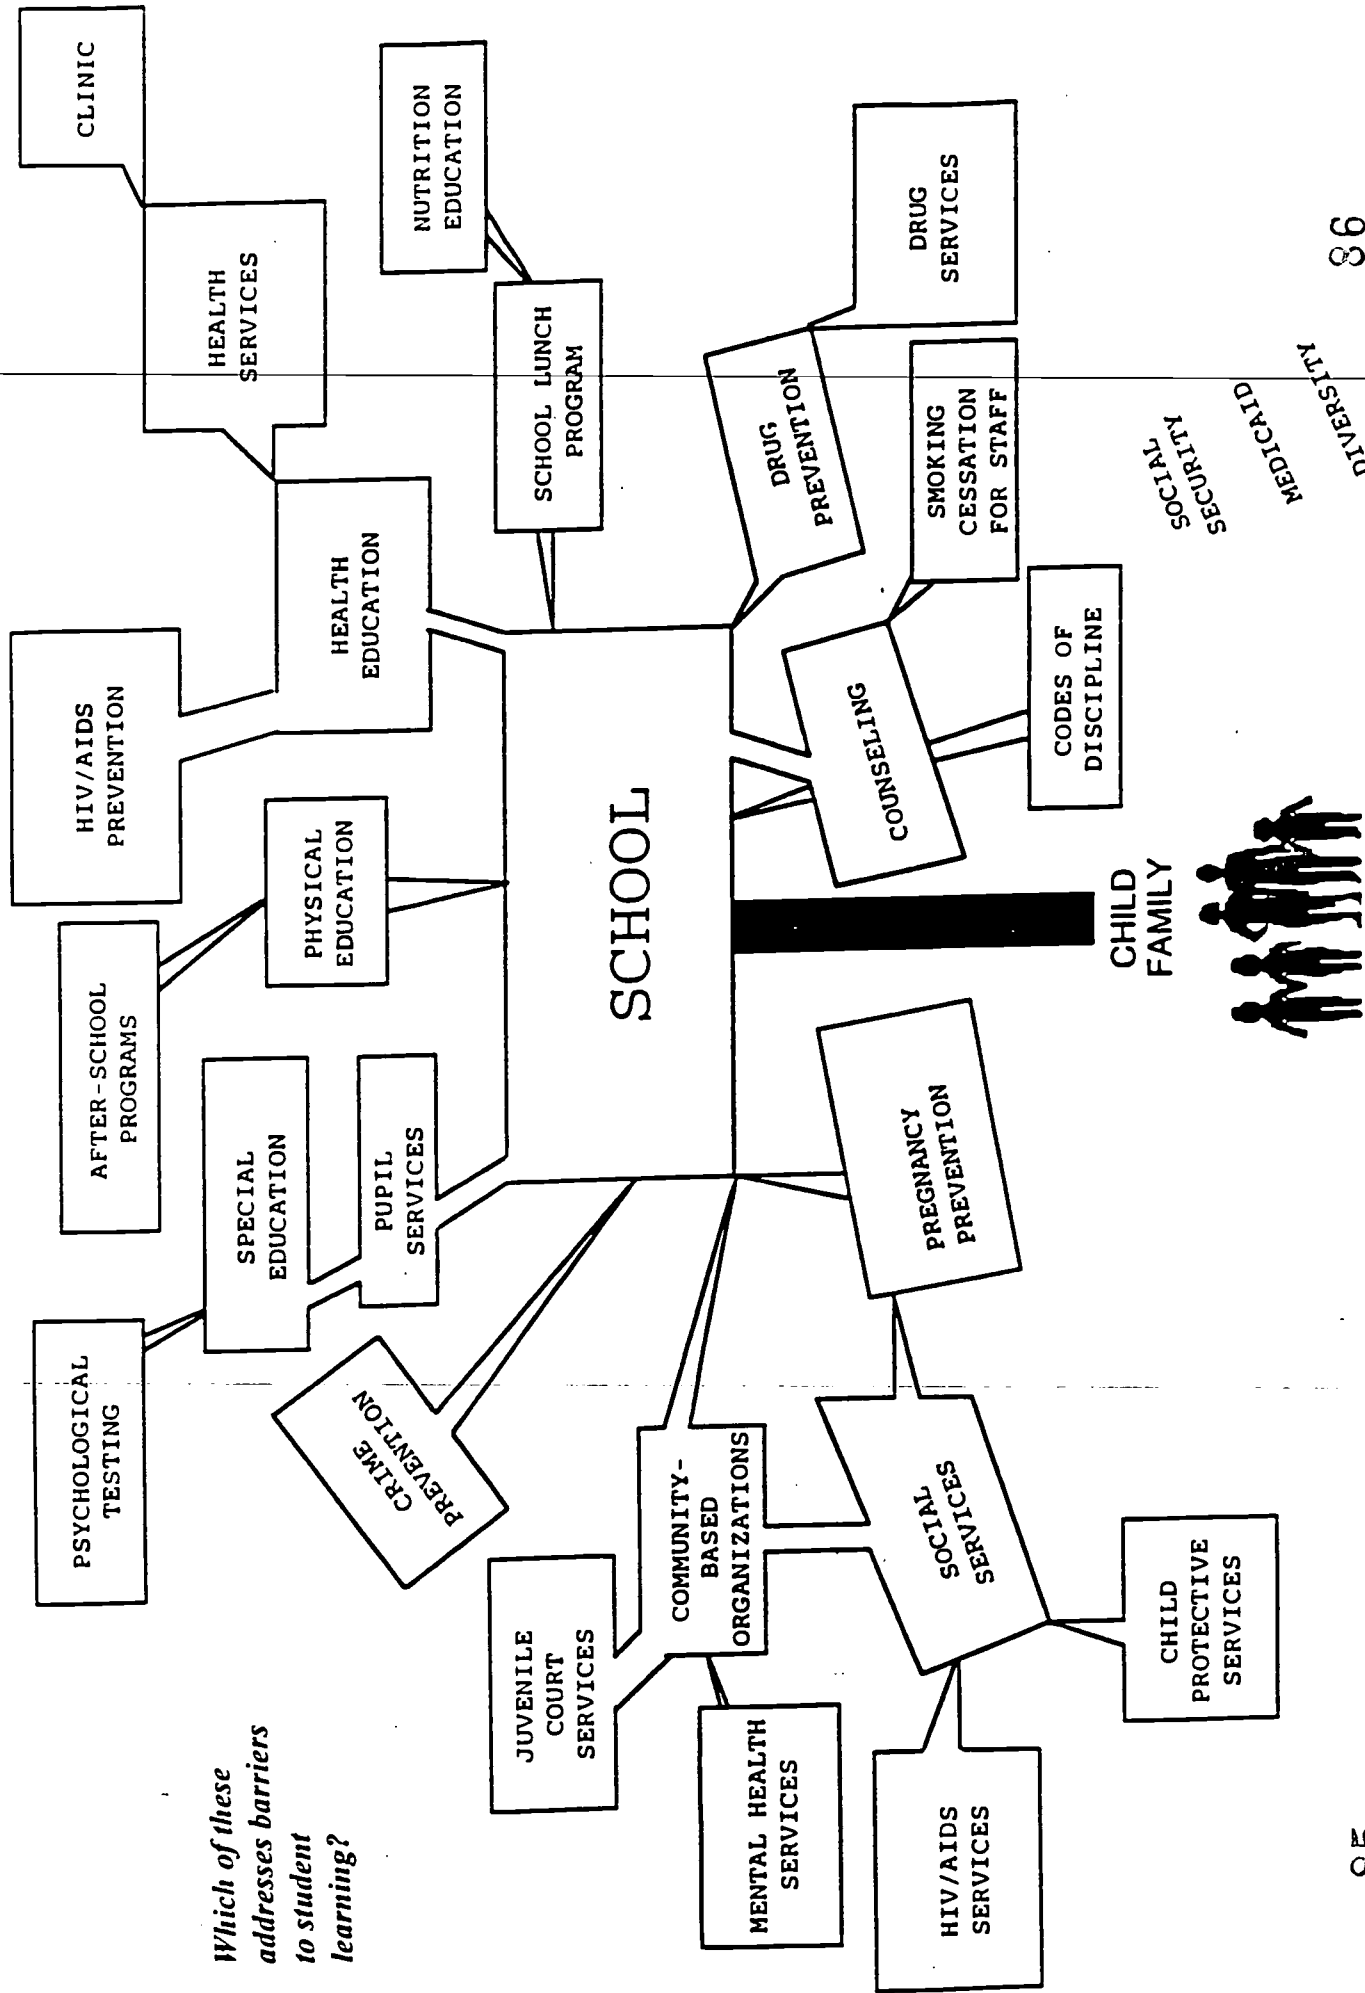 Which of these
addresses barriers
to student
learning?
PSYCHOLOGICAL
TESTING
AFTER-SCHOOL
PROGRAMS
HIV/AIDS
PREVENTION
CLINIC
SPECIAL
EDUCATION
PHYSICAL
EDUCATION
HEALTH
SERVICES
CRIME
PREVENTION
PUPIL
SERVICES
HEALTH
EDUCATION
NUTRITION
EDUCATION
JUVENILE
COURT
SERVICES
SCHOOL LUNCH
PROGRAM
SCHOOL
COMMUNITY-
BASED
ORGANIZATIONS
MENTAL HEALTH
SERVICES
DRUG
PREVENTION
DRUG
SERVICES
COUNSELING
SMOKING
CESSATION
FOR STAFF
PREGNANCY
PREVENTION
SOCIAL
SERVICES
HIV/AIDS
SERVICES
CODES OF
DISCIPLINE
CHILD
PROTECTIVE
SERVICES
CHILD
FAMILY
SOCIAL
SECURITY
MEDICAID
DIVERSITY
86